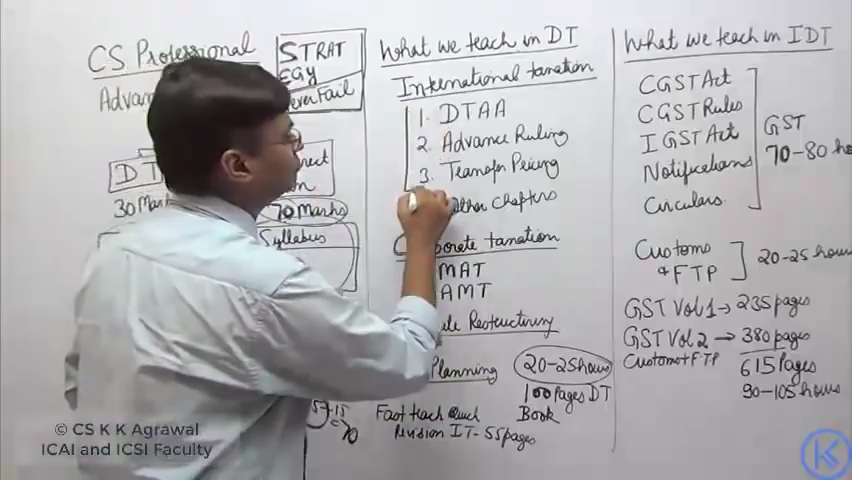 CS Professional
STRAT
EGY
Never Fail
DT
30 Marks
70 Marks
Syllabus
What we teach in DT
International taxation
1. DTAA
2. Advance Ruling
3. Transfer Pricing
Other Chapters
Corporate taxation
MAT
AMT
Restructuring
Planning
20-25 hours
100 pages DT
Book
Fast track Quick
Revision IT - 55 pages
What we teach in IDT
CGST Act
CGST Rules
IGST Act
Notifications
Circulars
GST
70-80
Customs
& FTP
20-25 hours
GST Vol 1 → 235 pages
GST Vol 2 → 380 pages
Customs + FTP
615 Pages
90-105 hours
© CS K K Agrawal
ICAI and ICSI Faculty
K